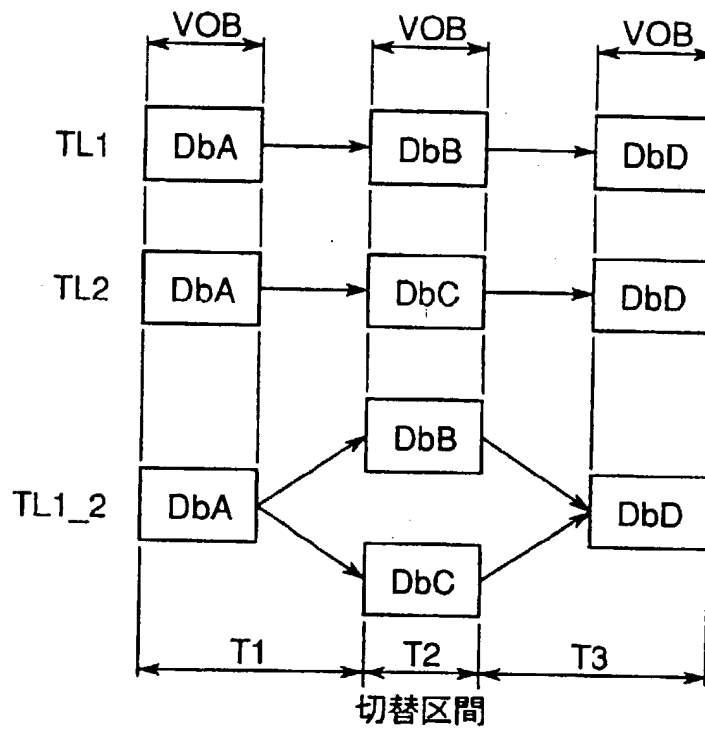 VOB VOB VOB
TL1 DbA DbB DbD
TL2 DbA DbC DbD
DbB
TL1_2 DbA DbD
DbC
T1 T2 T3
切替区間